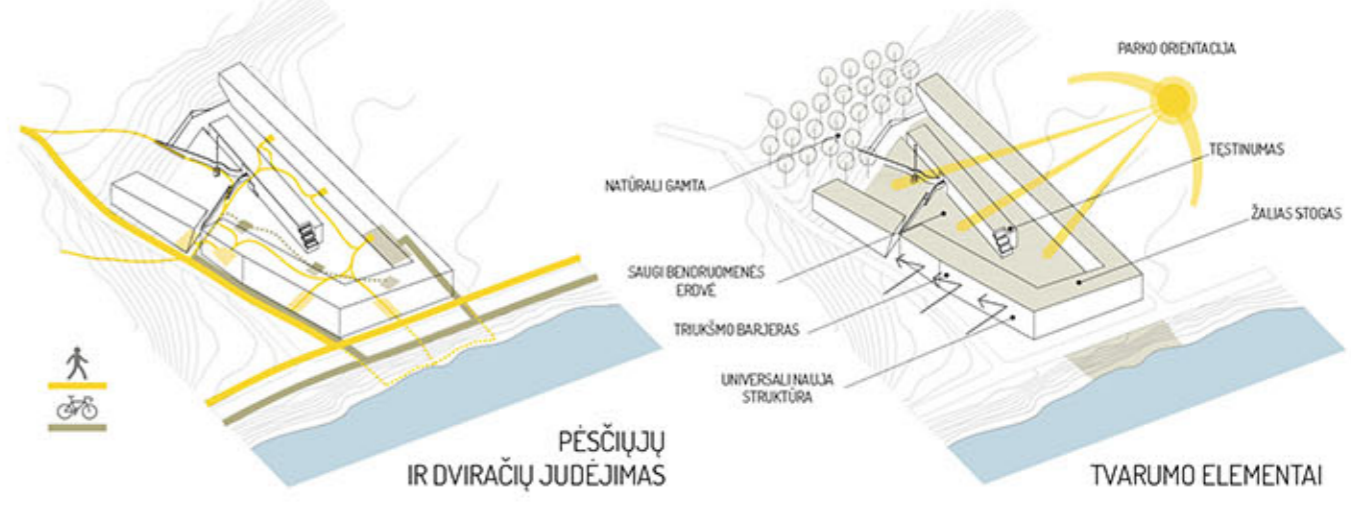 PĖSČIŲJŲ
IR DVIRAČIŲ JUDĖJIMAS
PARKO ORIENTACIJA
TĘSTINUMAS
NATŪRALI GAMTA
ŽALIAS STOGAS
SAUGI BENDRUOMENĖS
ERDVĖ
TRIUKŠMO BARJERAS
UNIVERSALI NAUJA
STRUKTŪRA
TVARUMO ELEMENTAI